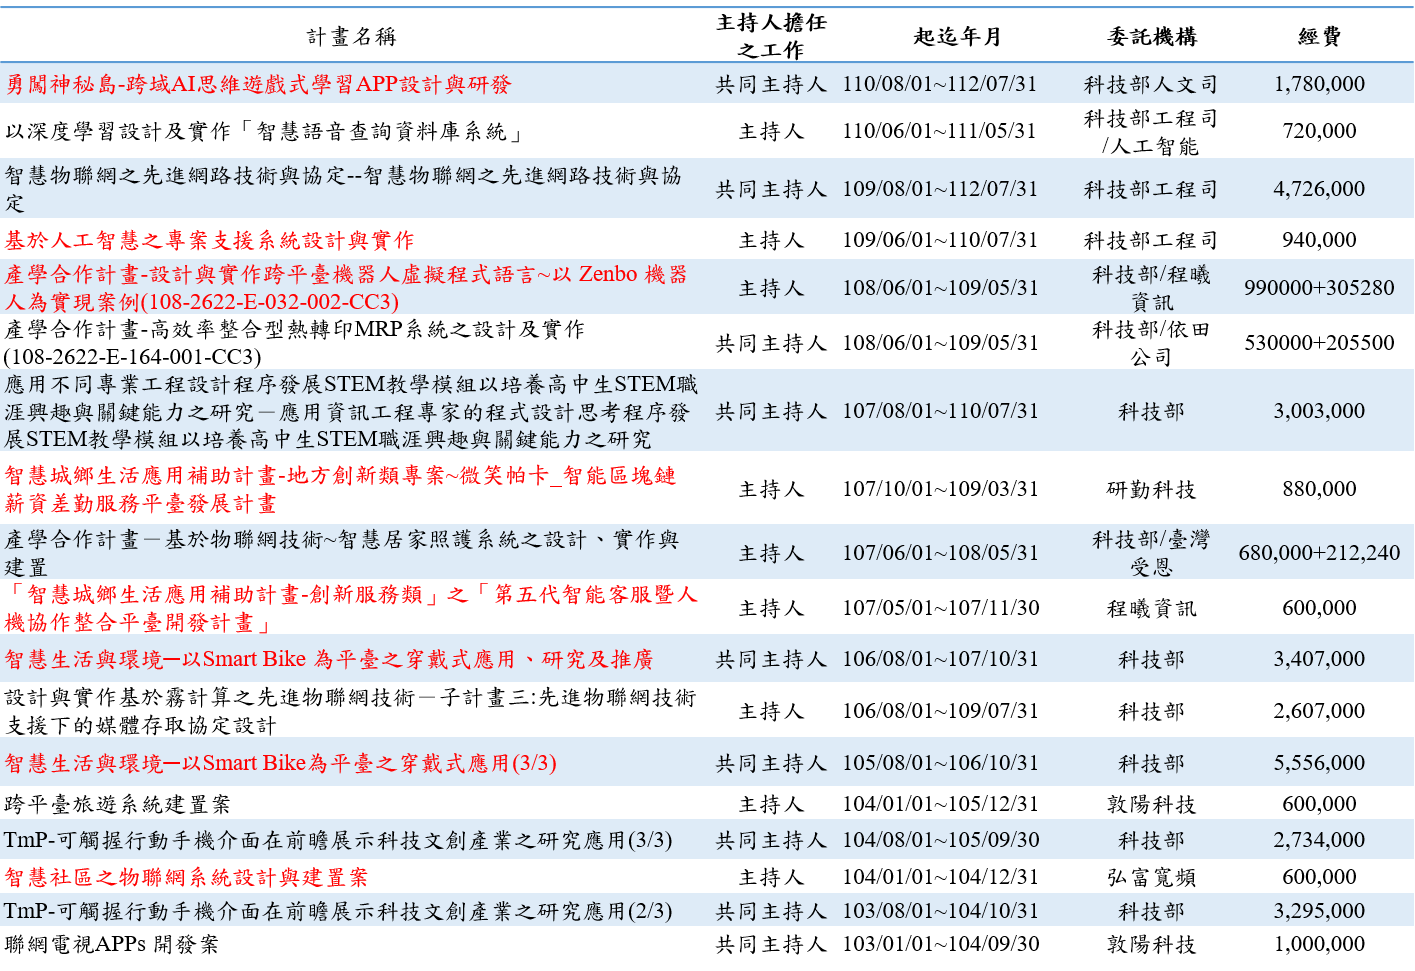 計畫名稱 主持人擔任之工作 起迄年月 委託機構 經費
勇闖神秘島-跨域AI思維遊戲式學習APP設計與研發 共同主持人 110/08/01~112/07/31 科技部人文司 1,780,000
以深度學習設計及實作「智慧語音查詢資料庫系統」 主持人 110/06/01~111/05/31 科技部工程司/人工智能 720,000
智慧物聯網之先進網路技術與協定--智慧物聯網之先進網路技術與協
定 共同主持人 109/08/01~112/07/31 科技部工程司 4,726,000
基於人工智慧之專案支援系統設計與實作 主持人 109/06/01~110/07/31 科技部工程司 940,000
產學合作計畫-設計與實作跨平臺機器人虛擬程式語言~以 Zenbo 機器
人為實現案例(108-2622-E-032-002-CC3) 主持人 108/06/01~109/05/31 科技部/程曦資訊 990000+305280
產學合作計畫-高效率整合型熱轉印MRP系統之設計及實作
(108-2622-E-164-001-CC3) 共同主持人 108/06/01~109/05/31 科技部/依田公司 530000+205500
應用不同專業工程設計程序發展STEM教學模組以培養高中生STEM職
涯興趣與關鍵能力之研究－應用資訊工程專家的程式設計思考程序發
展STEM教學模組以培養高中生STEM職涯興趣與關鍵能力之研究 共同主持人 107/08/01~110/07/31 科技部 3,003,000
智慧城鄉生活應用補助計畫-地方創新類專案~微笑帕卡_智能區塊鏈
薪資差勤服務平臺發展計畫 主持人 107/10/01~109/03/31 研勤科技 880,000
產學合作計畫－基於物聯網技術~智慧居家照護系統之設計、實作與
建置 主持人 107/06/01~108/05/31 科技部/臺灣受恩 680,000+212,240
「智慧城鄉生活應用補助計畫-創新服務類」之「第五代智能客服暨人
機協作整合平臺開發計畫」 主持人 107/05/01~107/11/30 程曦資訊 600,000
智慧生活與環境─以Smart Bike 為平臺之穿戴式應用、研究及推廣 共同主持人 106/08/01~107/10/31 科技部 3,407,000
設計與實作基於霧計算之先進物聯網技術－子計畫三:先進物聯網技術
支援下的媒體存取協定設計 主持人 106/08/01~109/07/31 科技部 2,607,000
智慧生活與環境─以Smart Bike為平臺之穿戴式應用(3/3) 共同主持人 105/08/01~106/10/31 科技部 5,556,000
跨平臺旅遊系統建置案 主持人 104/01/01~105/12/31 敦陽科技 600,000
TmP-可觸握行動手機介面在前瞻展示科技文創產業之研究應用(3/3) 共同主持人 104/08/01~105/09/30 科技部 2,734,000
智慧社區之物聯網系統設計與建置案 主持人 104/01/01~104/12/31 弘富寬頻 600,000
TmP-可觸握行動手機介面在前瞻展示科技文創產業之研究應用(2/3) 共同主持人 103/08/01~104/10/31 科技部 3,295,000
聯網電視APPs 開發案 共同主持人 103/01/01~104/09/30 敦陽科技 1,000,000